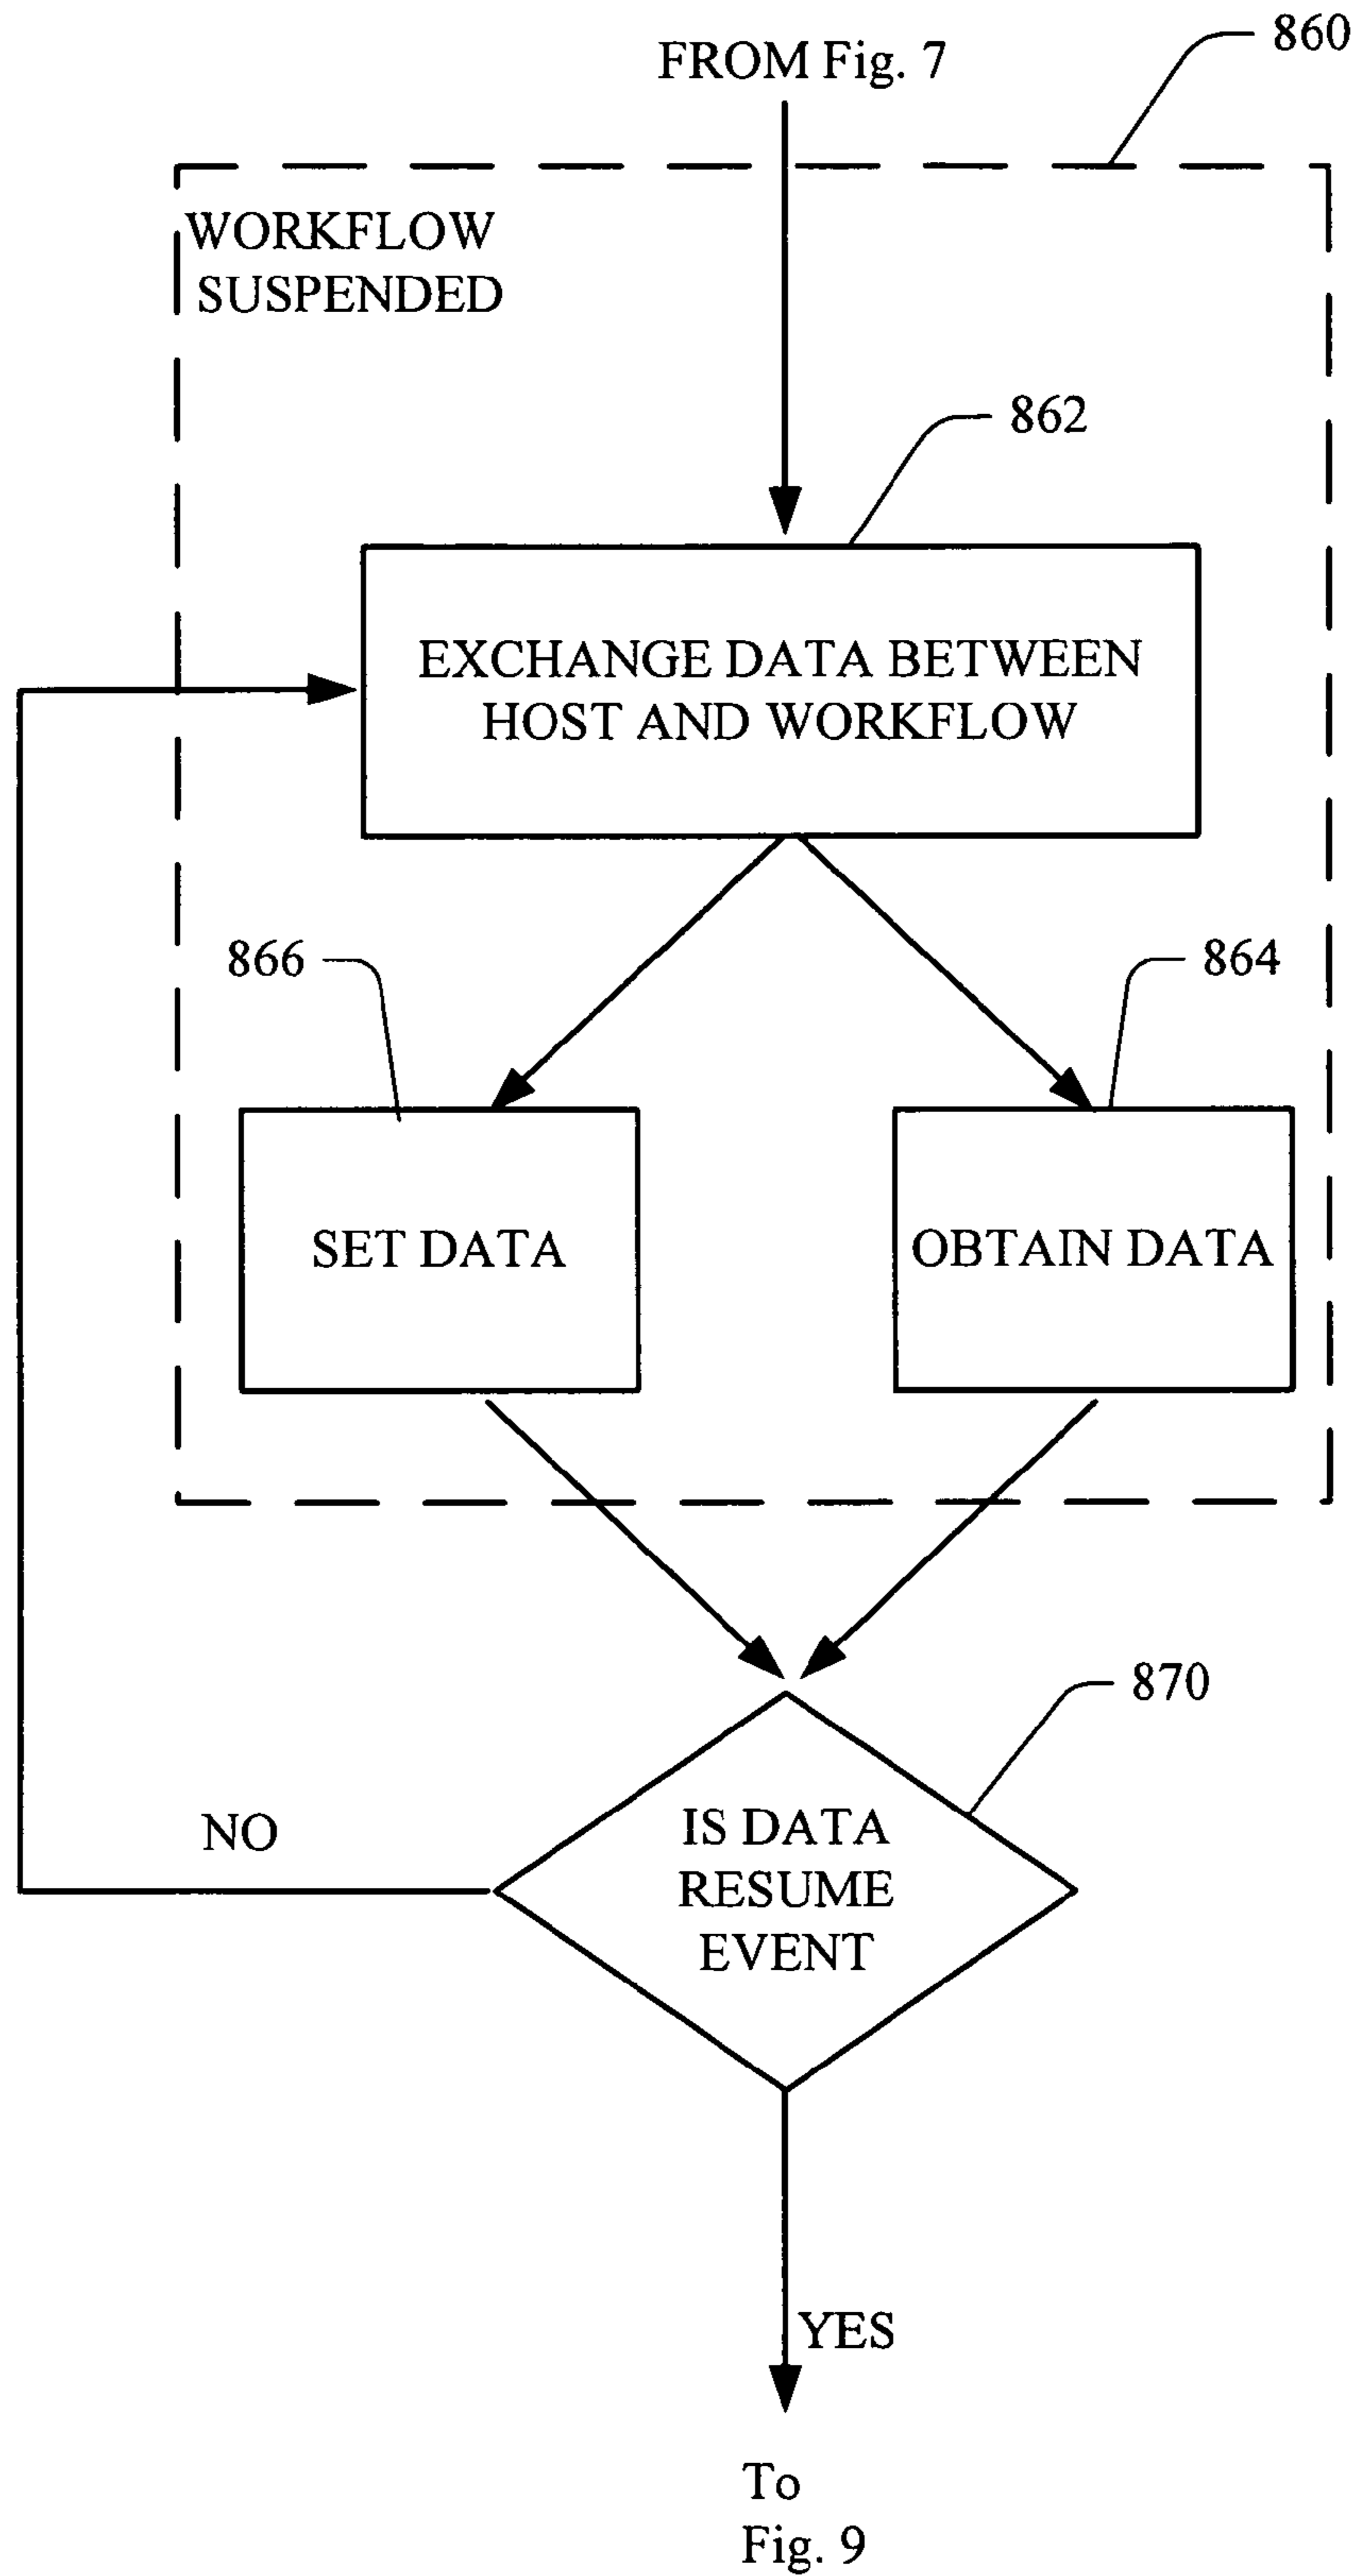 860
FROM Fig. 7
WORKFLOW
SUSPENDED
862
EXCHANGE DATA BETWEEN
HOST AND WORKFLOW
866
864
SET DATA
OBTAIN DATA
870
IS DATA
RESUME
EVENT
NO
YES
To
Fig. 9